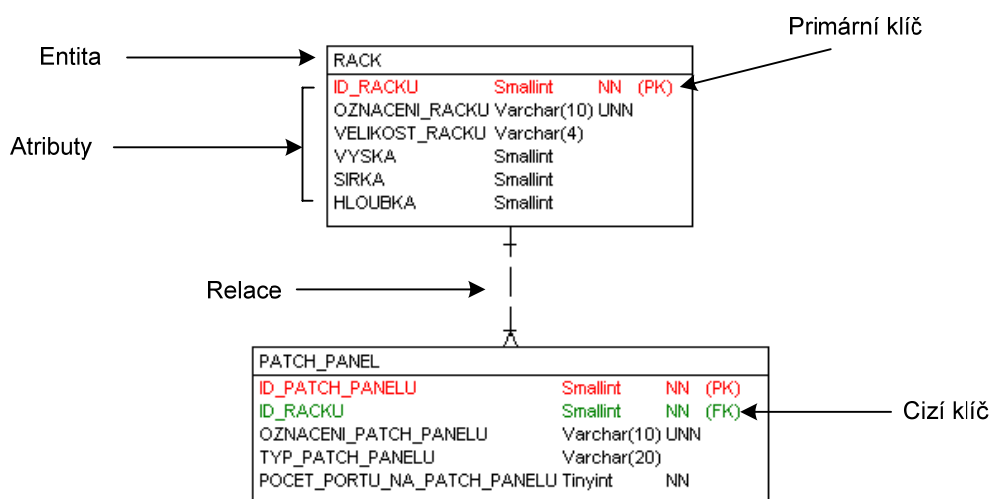 Primární klíč
Entita
RACK
ID_RACKU Smallint NN (PK)
OZNACENI_RACKU Varchar(10) UNN
VELIKOST_RACKU Varchar(4)
Atributy
VYSKA Smallint
SIRKA Smallint
HLOUBKA Smallint
Relace
PATCH_PANEL
ID_PATCH_PANELU Smallint NN (PK)
ID_RACKU Smallint NN (FK)
Cizí klíč
OZNACENI_PATCH_PANELU Varchar(10) UNN
TYP_PATCH_PANELU Varchar(20)
POCET_PORTU_NA_PATCH_PANELU Tinyint NN